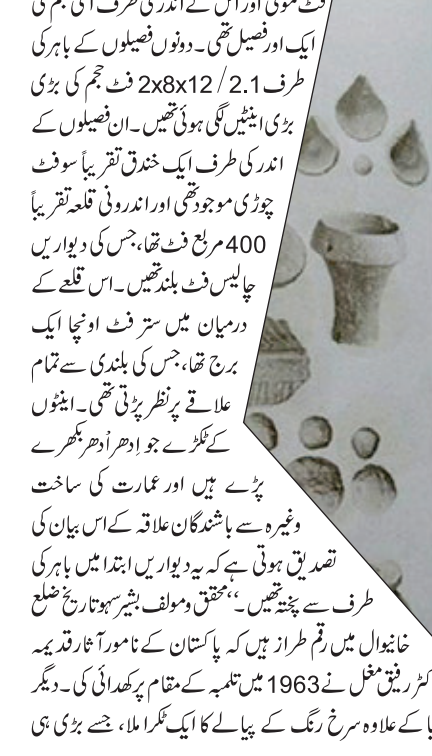 فٹ موٹی اور اس کے اندر کی طرف اسی حجم کی
ایک اور فصیل تھی۔ دونوں فصیلوں کے باہر کی
طرف 2x8x12/2.1 فٹ حجم کی بڑی
بڑی اینٹیں لگی ہوئی تھیں۔ ان فصیلوں کے
اندر کی طرف ایک خندق تقریباً سو فٹ
چوڑی موجود تھی اور اندرونی قلعہ تقریباً
400 مربع فٹ تھا، جس کی دیواریں
چالیس فٹ بلند تھیں۔ اس قلعے کے
درمیان میں ستر فٹ اونچا ایک
برج تھا، جس کی بلندی سے تمام
علاقے پر نظر پڑتی تھی۔ اینٹوں
کے ٹکڑے جو اِدھر اُدھر بکھرے
پڑے ہیں اور عمارت کی ساخت
وغیرہ سے باشندگان علاقہ کے اس بیان کی
تصدیق ہوتی ہے کہ یہ دیواریں ابتدا میں باہر کی
طرف سے پختہ تھیں۔‘‘ محقق و مولف بشیر سہو تاریخ ضلع
خانیوال میں رقم طراز ہیں کہ پاکستان کے نامور آثار قدیمہ
کٹر رفیق مغل نے 1963 میں تلمبہ کے مقام پر کھدائی کی۔ دیگر
کے علاوہ سرخ رنگ کے پیالے کا ایک ٹکرا ملا، جسے بڑی ہی